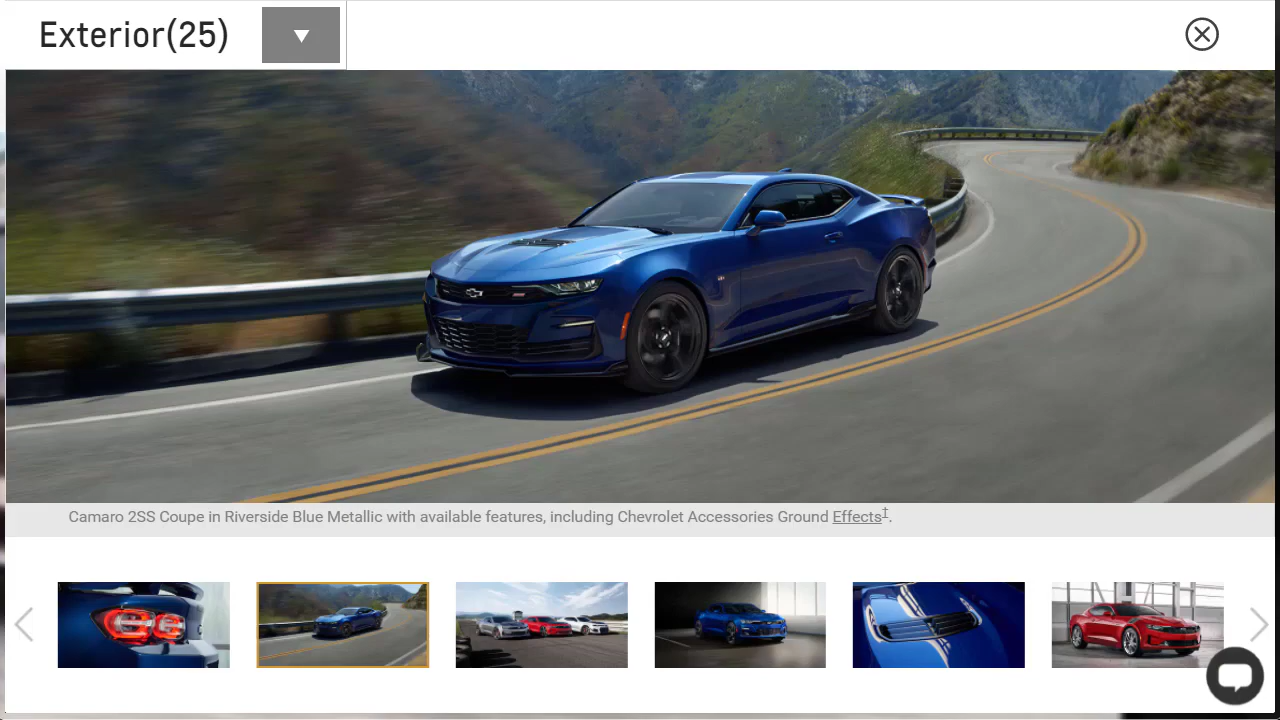 Exterior(25)
Camaro 2SS Coupe in Riverside Blue Metallic with available features, including Chevrolet Accessories Ground Effects†.